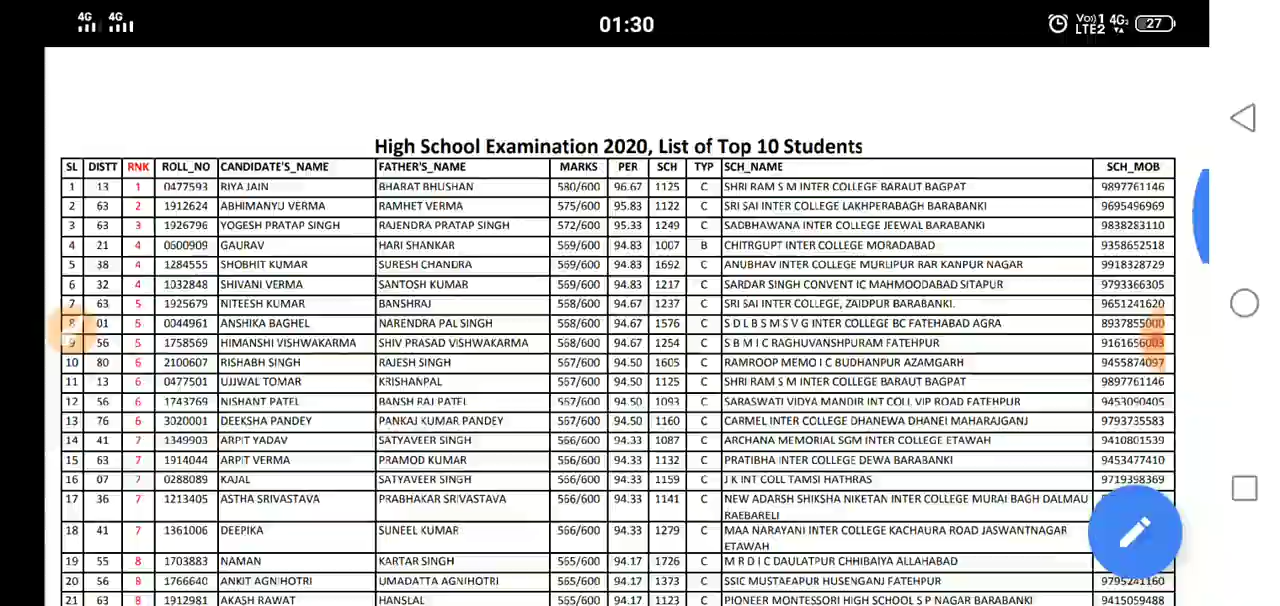 4G 4G 01:30 Vo)) 1 4G2 LTE2 27
High School Examination 2020, List of Top 10 Students
SL DISTT RNK ROLL_NO CANDIDATE'S_NAME FATHER'S_NAME MARKS PER SCH TYP SCH_NAME SCH_MOB
1 13 1 0477593 RIYA JAIN BHARAT BHUSHAN 580/600 96.67 1125 C SHRI RAM S M INTER COLLEGE BARAUT BAGPAT 9897761146
2 63 2 1912624 ABHIMANYU VERMA RAMHET VERMA 575/600 95.83 1122 C SRI SAI INTER COLLEGE LAKHPERABAGH BARABANKI 9695496969
3 63 3 1926796 YOGESH PRATAP SINGH RAJENDRA PRATAP SINGH 572/600 95.33 1249 C SADBHAWANA INTER COLLEGE JEEWAL BARABANKI 9838283110
4 21 4 0600909 GAURAV HARI SHANKAR 569/600 94.83 1007 B CHITRGUPT INTER COLLEGE MORADABAD 9358652518
5 38 4 1284555 SHOBHIT KUMAR SURESH CHANDRA 569/600 94.83 1692 C ANUBHAV INTER COLLEGE MURLIPUR RAR KANPUR NAGAR 9918328729
6 32 4 1032848 SHIVANI VERMA SANTOSH KUMAR 569/600 94.83 1217 C SARDAR SINGH CONVENT IC MAHMOODABAD SITAPUR 9793366305
7 63 5 1925679 NITEESH KUMAR BANSHRAJ 568/600 94.67 1237 C SRI SAI INTER COLLEGE, ZAIDPUR BARABANKI. 9651241620
8 01 5 0044961 ANSHIKA BAGHEL NARENDRA PAL SINGH 568/600 94.67 1576 C S D L B S M S V G INTER COLLEGE BC FATEHABAD AGRA 8937855000
9 56 5 1758569 HIMANSHI VISHWAKARMA SHIV PRASAD VISHWAKARMA 568/600 94.67 1254 C S B M I C RAGHUVANSHPURAM FATEHPUR 9161656003
10 80 6 2100607 RISHABH SINGH RAJESH SINGH 567/600 94.50 1605 C RAMROOP MEMO I C BUDHANPUR AZAMGARH 9455874097
11 13 6 0477501 UJJWAL TOMAR KRISHANPAL 567/600 94.50 1125 C SHRI RAM S M INTER COLLEGE BARAUT BAGPAT 9897761146
12 56 6 1743769 NISHANT PATEL BANSH RAJ PATEL 567/600 94.50 1093 C SARASWATI VIDYA MANDIR INT COLL VIP ROAD FATEHPUR 9453090405
13 76 6 3020001 DEEKSHA PANDEY PANKAJ KUMAR PANDEY 567/600 94.50 1160 C CARMEL INTER COLLEGE DHANEWA DHANEI MAHARAJGANJ 9793735583
14 41 7 1349903 ARPIT YADAV SATYAVEER SINGH 566/600 94.33 1087 C ARCHANA MEMORIAL SGM INTER COLLEGE ETAWAH 9410801539
15 63 7 1914044 ARPIT VERMA PRAMOD KUMAR 566/600 94.33 1132 C PRATIBHA INTER COLLEGE DEWA BARABANKI 9453477410
16 07 7 0288089 KAJAL SATYAVEER SINGH 566/600 94.33 1159 C J K INT COLL TAMSI HATHRAS 9719398369
17 36 7 1213405 ASTHA SRIVASTAVA PRABHAKAR SRIVASTAVA 566/600 94.33 1141 C NEW ADARSH SHIKSHA NIKETAN INTER COLLEGE MURAI BAGH DALMAU
RAEBARELI
18 41 7 1361006 DEEPIKA SUNEEL KUMAR 566/600 94.33 1279 C MAA NARAYANI INTER COLLEGE KACHAURA ROAD JASWANTNAGAR
ETAWAH
19 55 8 1703883 NAMAN KARTAR SINGH 565/600 94.17 1726 C M R D I C DAULATPUR CHHIBAIYA ALLAHABAD
20 56 8 1766640 ANKIT AGNIHOTRI UMADATTA AGNIHOTRI 565/600 94.17 1373 C SSIC MUSTAFAPUR HUSENGANJ FATEHPUR 9795241160
21 63 8 1912981 AKASH RAWAT HANSLAL 565/600 94.17 1123 C PIONEER MONTESSORI HIGH SCHOOL S P NAGAR BARABANKI 9415059488